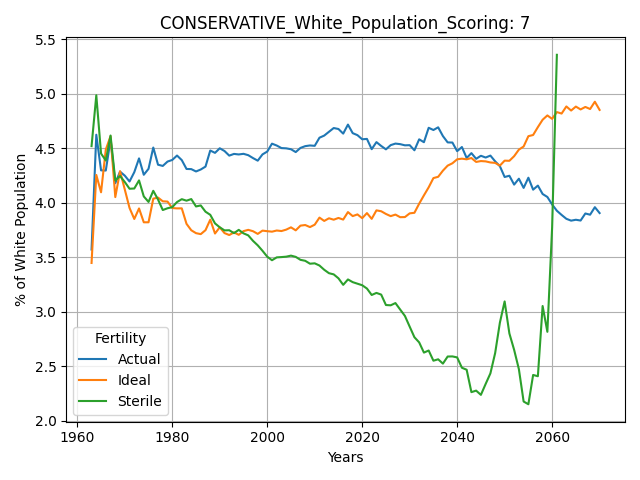 CONSERVATIVE_White_Population_Scoring: 7
% of White Population
5.5
5.0
4.5
4.0
3.5
3.0
2.5
2.0
Fertility
Actual
Ideal
Sterile
1960 1980 2000 2020 2040 2060
Years